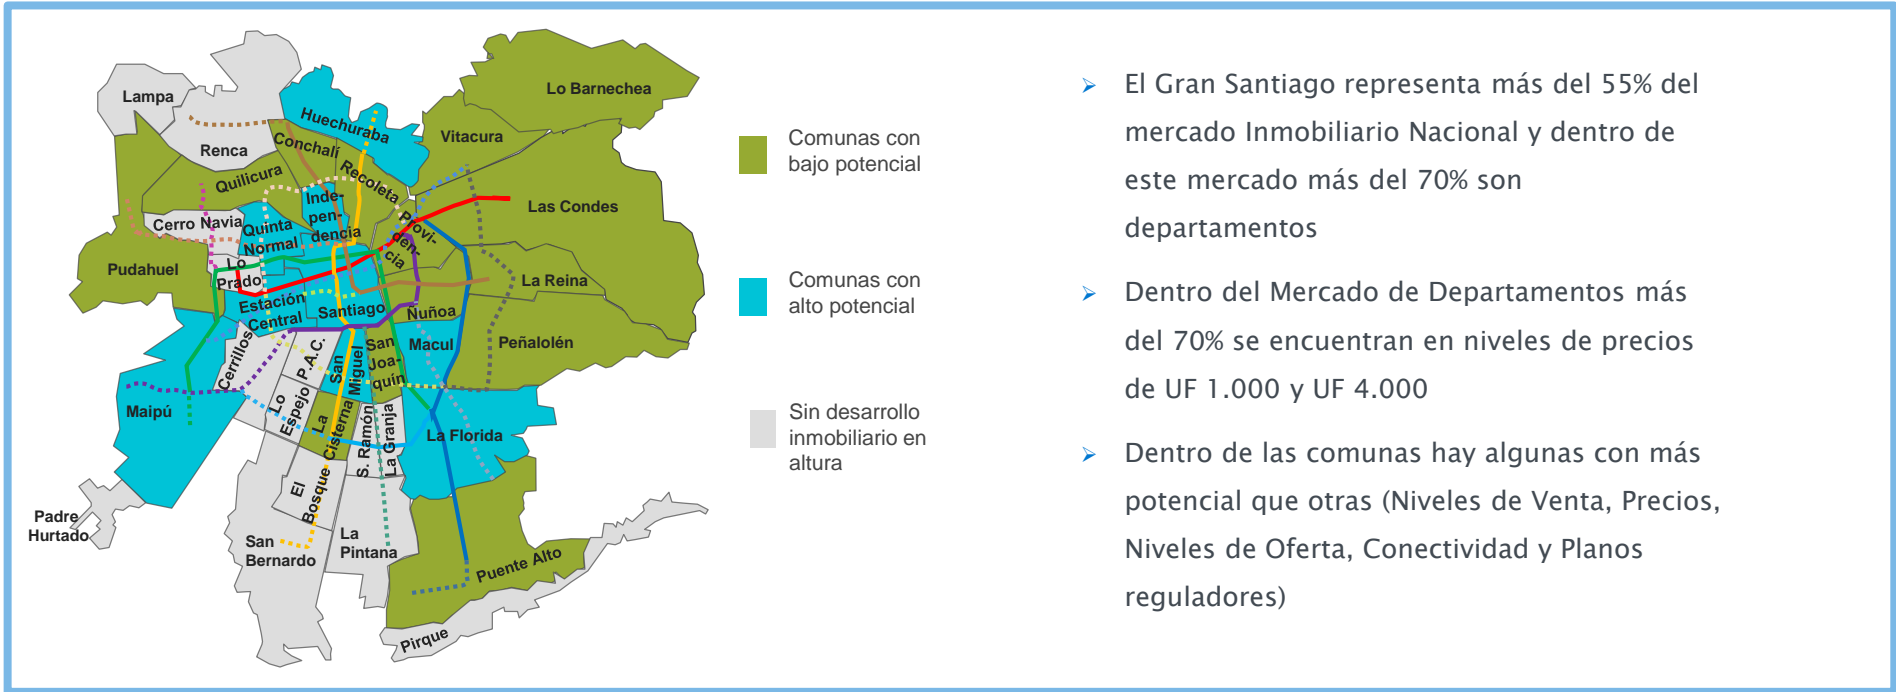 Lampa
Renca
Huechuraba
Conchalí
Recoleta
Quilicura
Vitacura
Lo Barnechea
Las Condes
Cerro Navia
Quinta
Normal
Inde-
pen-
dencia
Provi-
den-
cia
Pudahuel
Lo
Prado
Estación
Central
Santiago
Ñuñoa
La Reina
Peñalolén
Macul
San
Joa-
quín
San
Miguel
P.A.C.
Cerrillos
Maipú
Lo
Espejo
La
Cisterna
S. Ramón
La Granja
La Florida
El
Bosque
San
Bernardo
La
Pintana
Padre
Hurtado
Puente Alto
Pirque
Comunas con
bajo potencial
Comunas con
alto potencial
Sin desarrollo
inmobiliario en
altura
➢ El Gran Santiago representa más del 55% del
mercado Inmobiliario Nacional y dentro de
este mercado más del 70% son
departamentos
➢ Dentro del Mercado de Departamentos más
del 70% se encuentran en niveles de precios
de UF 1.000 y UF 4.000
➢ Dentro de las comunas hay algunas con más
potencial que otras (Niveles de Venta, Precios,
Niveles de Oferta, Conectividad y Planos
reguladores)